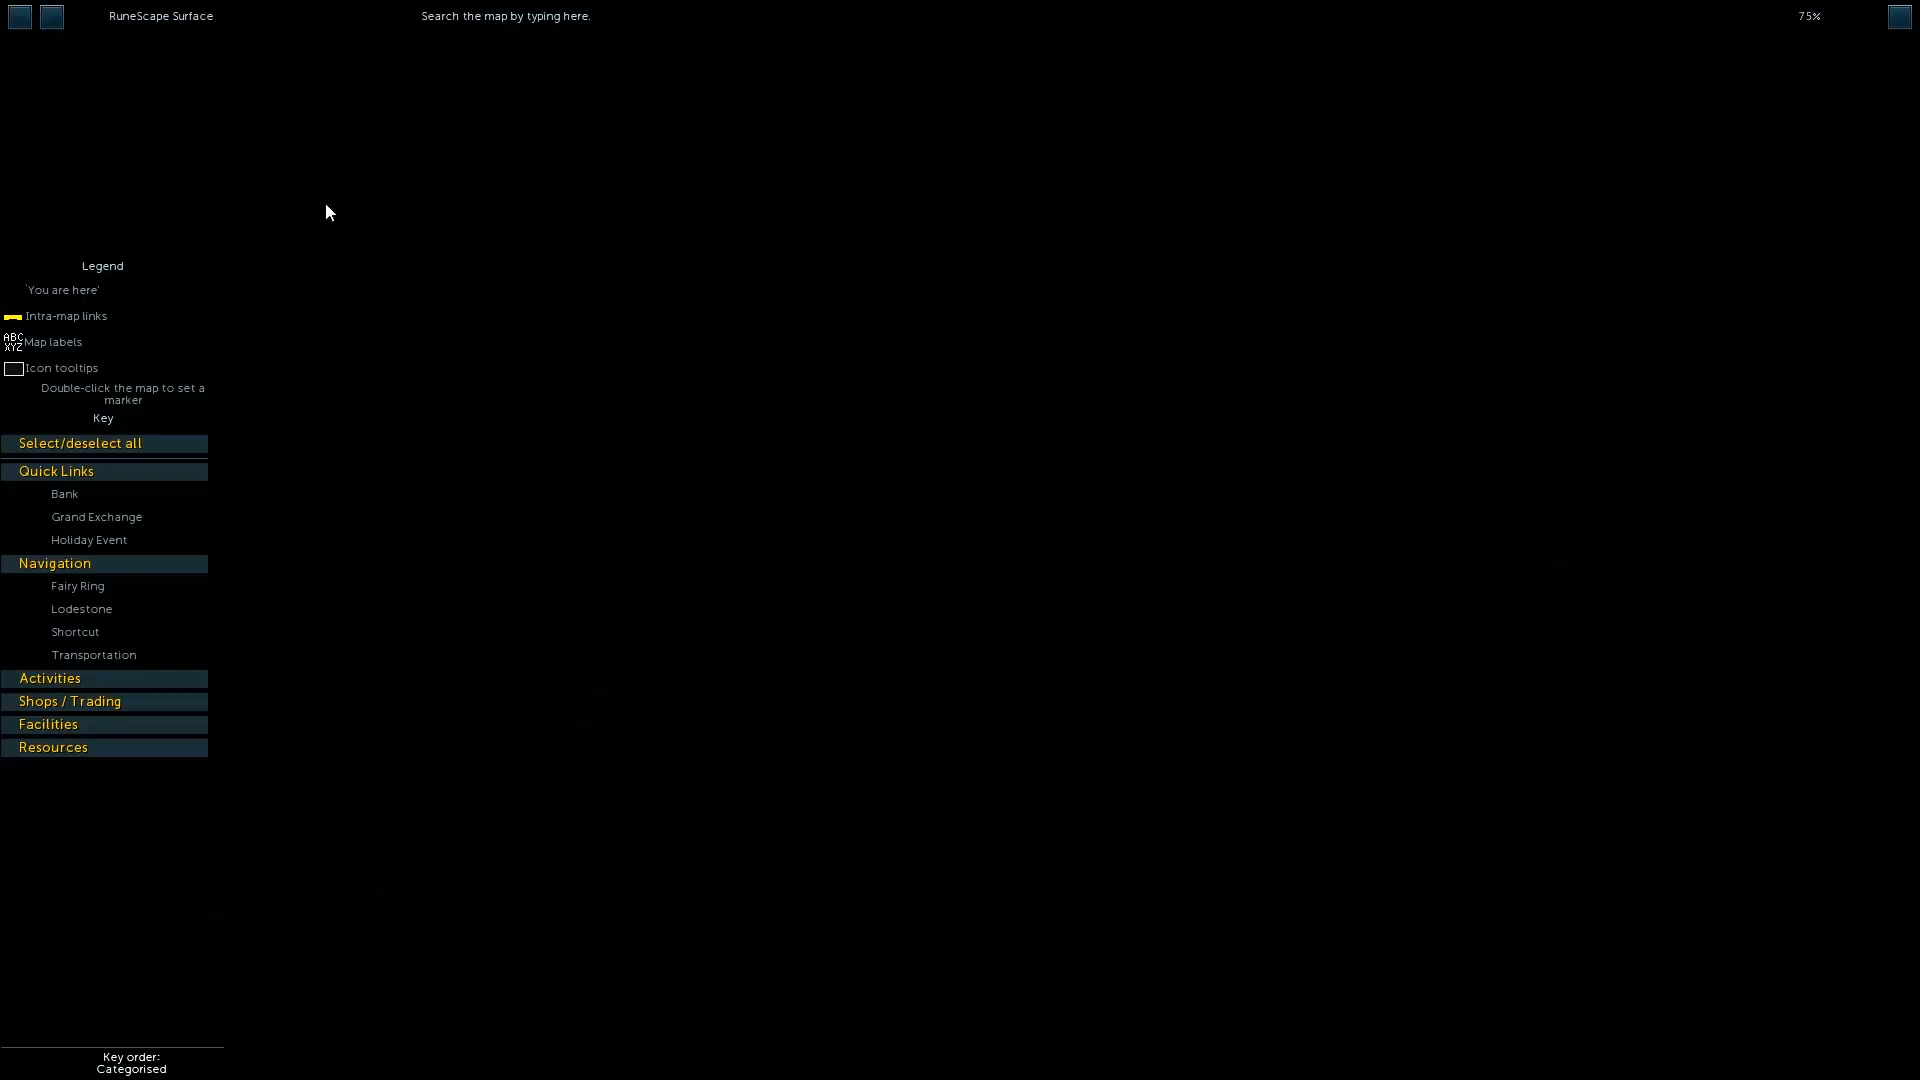 RuneScape Surface
Search the map by typing here.
75%
Legend
'You are here'
Intra-map links
ABC
XYZ
Map labels
Icon tooltips
Double-click the map to set a
marker
Key
Select/deselect all
Quick Links
Bank
Grand Exchange
Holiday Event
Navigation
Fairy Ring
Lodestone
Shortcut
Transportation
Activities
Shops / Trading
Facilities
Resources
Key order:
Categorised